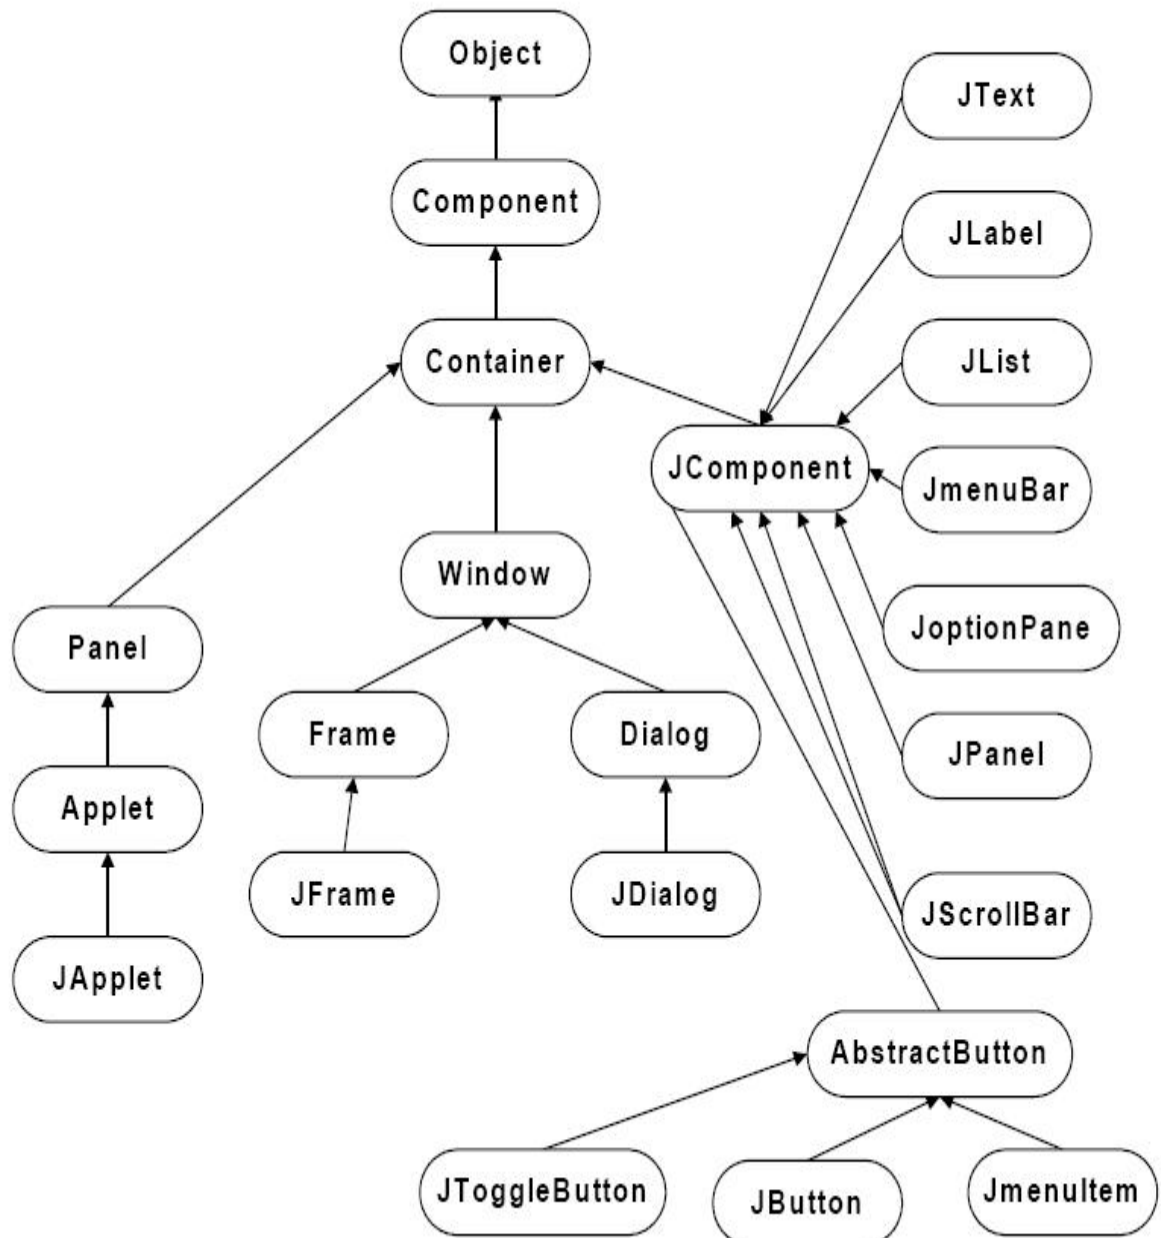 Object
JText
Component
JLabel
Container
JList
JComponent
JmenuBar
Window
JoptionPane
Panel
Frame
Dialog
JPanel
Applet
JFrame
JDialog
JScrollBar
JApplet
AbstractButton
JToggleButton
JButton
JmenuItem